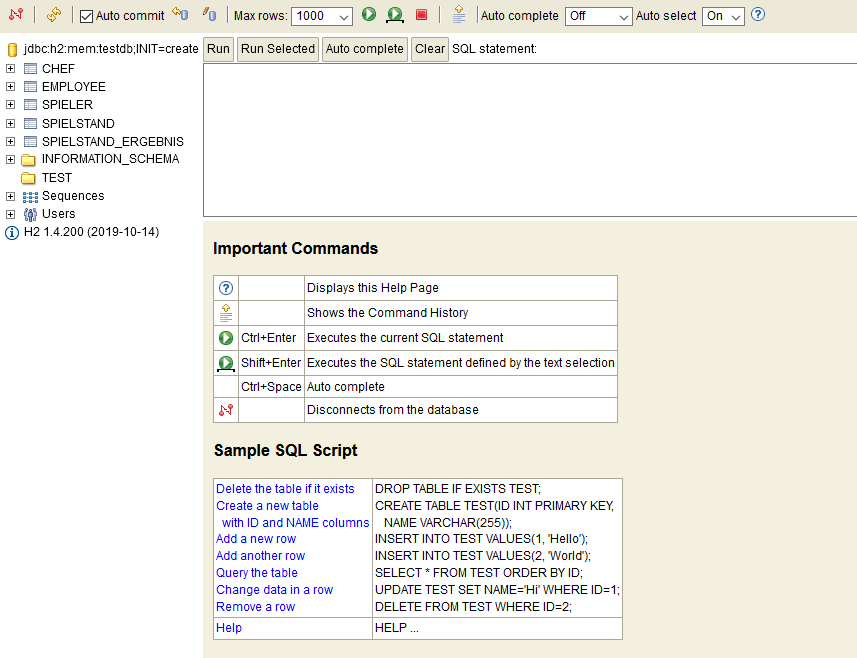 Auto commit Max rows: 1000 Auto complete Off Auto select On
jdbc:h2:mem:testdb;INIT=create
CHEF
EMPLOYEE
SPIELER
SPIELSTAND
SPIELSTAND_ERGEBNIS
INFORMATION_SCHEMA
TEST
Sequences
Users
H2 1.4.200 (2019-10-14)
Run Run Selected Auto complete Clear SQL statement:
Important Commands
Displays this Help Page
Shows the Command History
Ctrl+Enter Executes the current SQL statement
Shift+Enter Executes the SQL statement defined by the text selection
Ctrl+Space Auto complete
Disconnects from the database
Sample SQL Script
Delete the table if it exists DROP TABLE IF EXISTS TEST;
Create a new table CREATE TABLE TEST(ID INT PRIMARY KEY,
with ID and NAME columns NAME VARCHAR(255));
Add a new row INSERT INTO TEST VALUES(1, 'Hello');
Add another row INSERT INTO TEST VALUES(2, 'World');
Query the table SELECT * FROM TEST ORDER BY ID;
Change data in a row UPDATE TEST SET NAME='Hi' WHERE ID=1;
Remove a row DELETE FROM TEST WHERE ID=2;
Help HELP ...